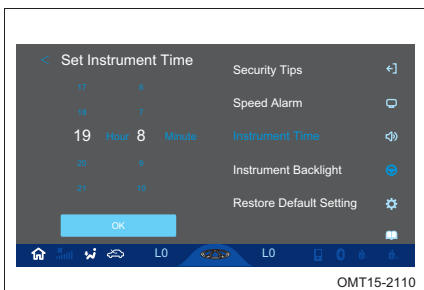 < Set Instrument Time
17 6
18 7
19 Hour 8 Minute
20 9
21 10
OK
Security Tips
Speed Alarm
Instrument Time
Instrument Backlight
Restore Default Setting
L0 L0
OMT15-2110